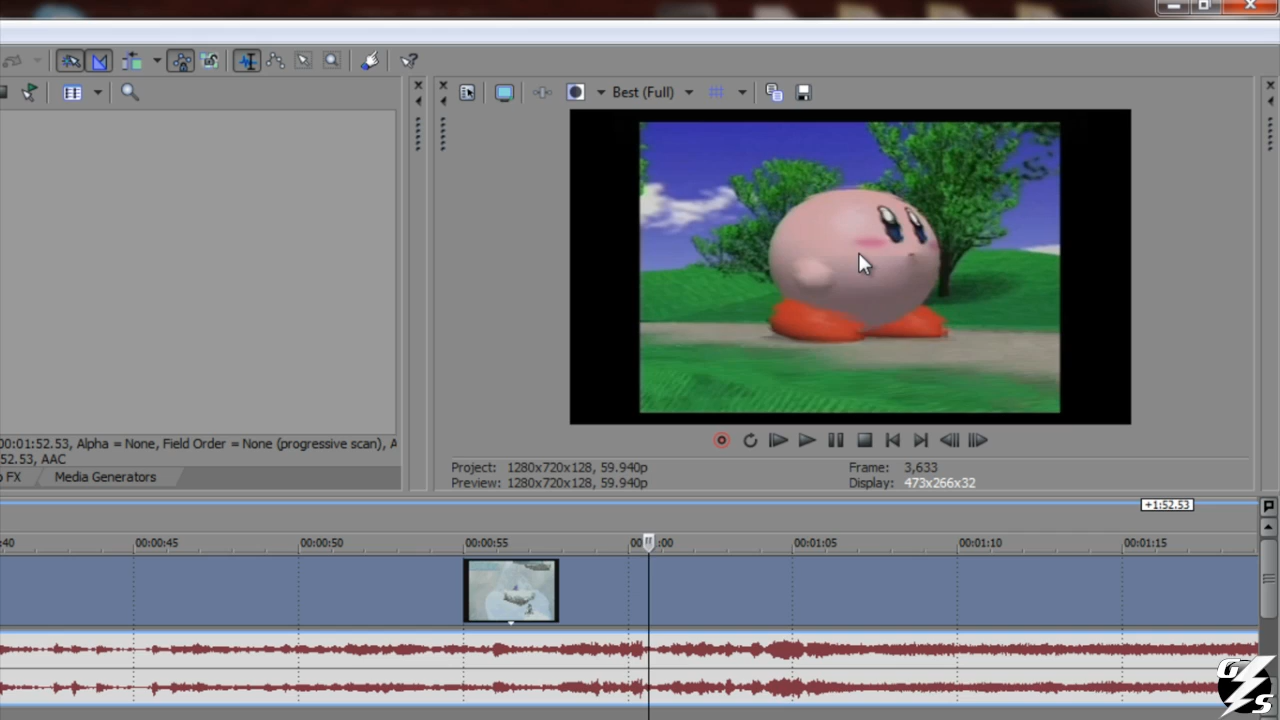 Best (Full)
00:01:52.53, Alpha = None, Field Order = None (progressive scan), A
52.53, AAC
FX
Media Generators
Project: 1280x720x128, 59.940p
Frame: 3,633
Preview: 1280x720x128, 59.940p
Display: 473x266x32
+1:52.53
:40
00:00:45
00:00:50
00:00:55
:00
00:01:05
00:01:10
00:01:15
G
S